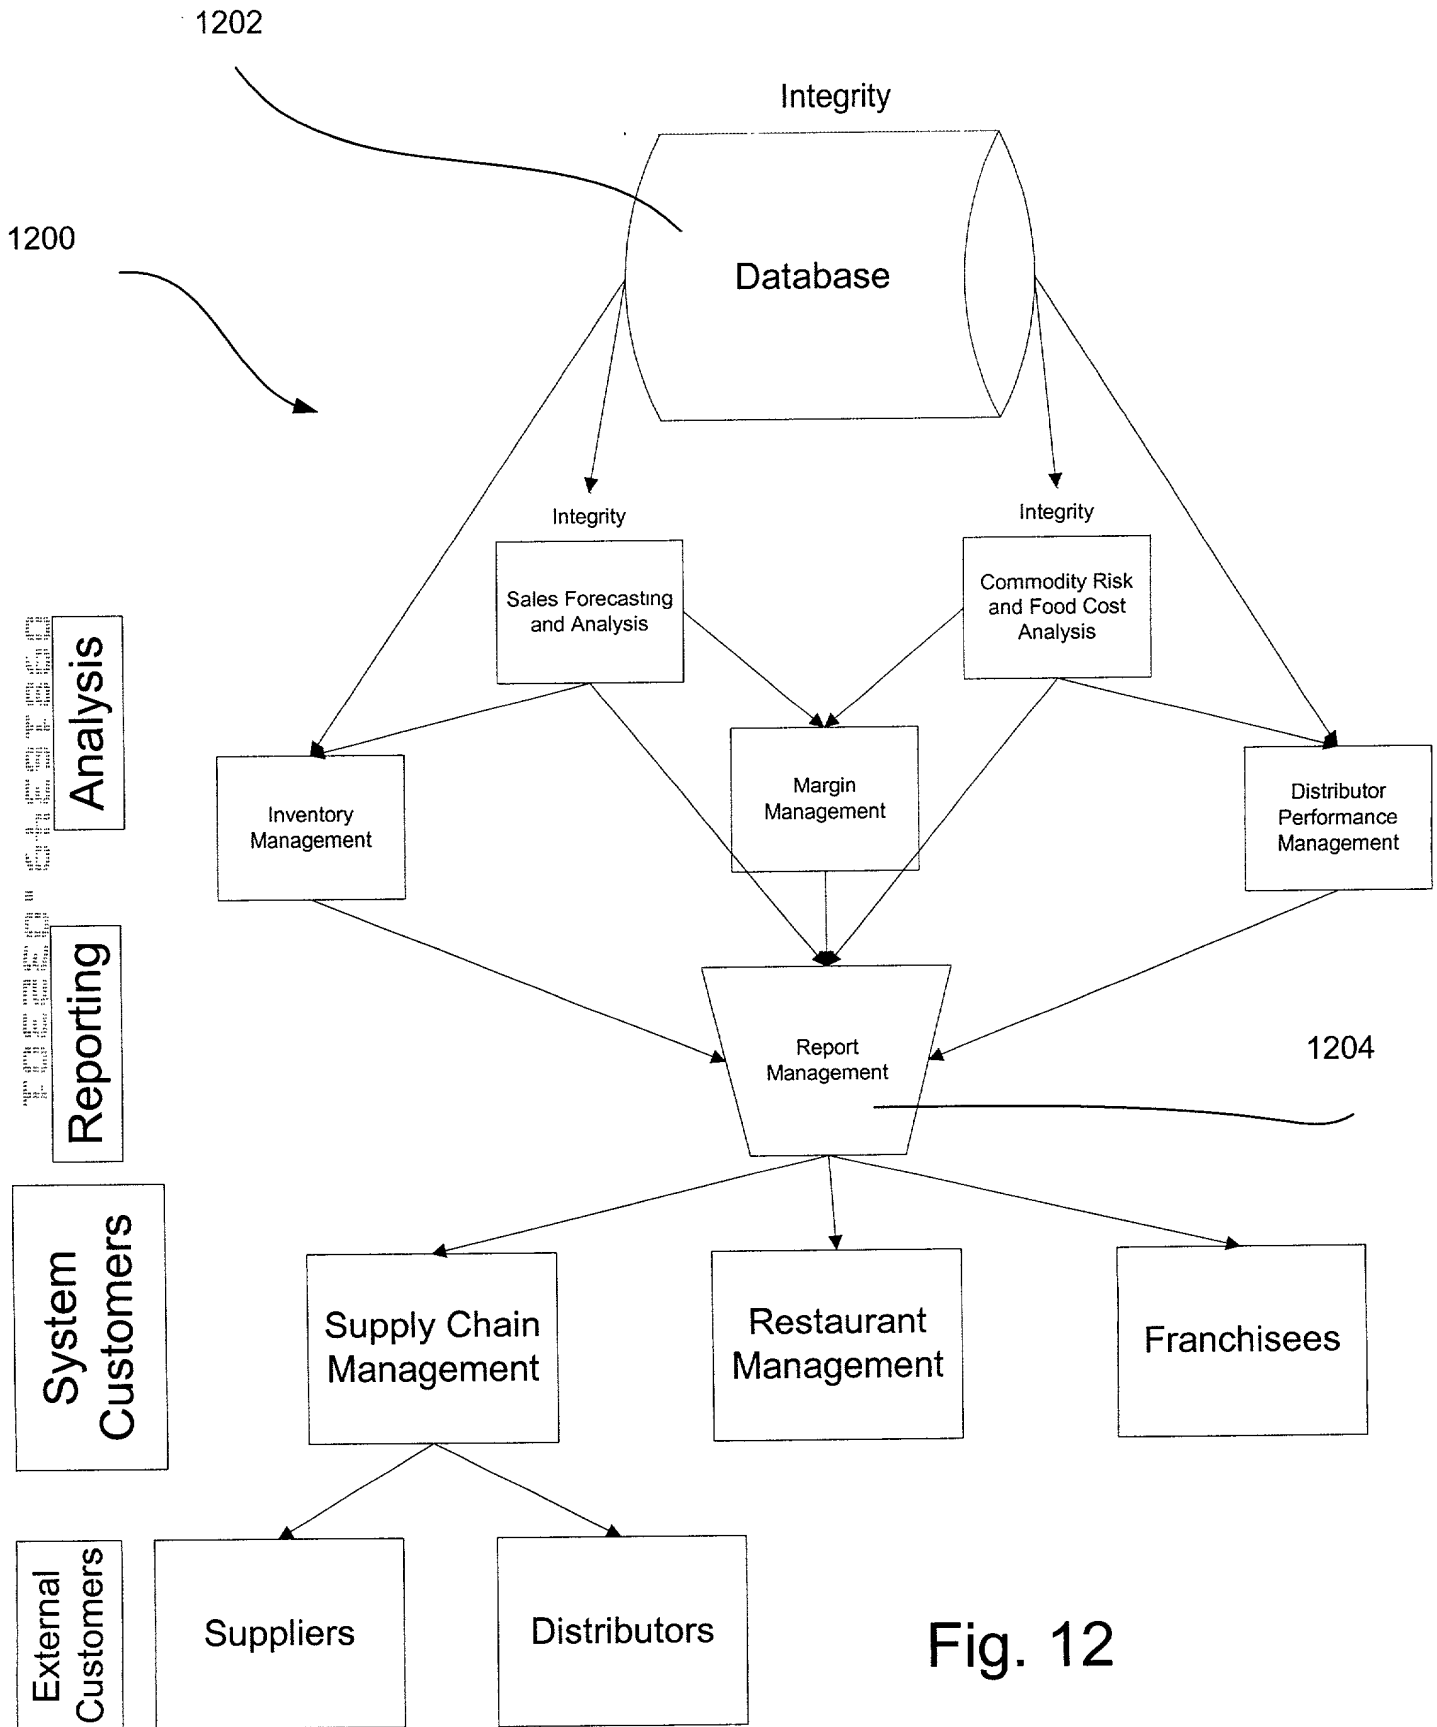 1202
Integrity
1200
Database
Integrity
Integrity
Sales Forecasting
and Analysis
Commodity Risk
and Food Cost
Analysis
Analysis
Inventory
Management
Margin
Management
Distributor
Performance
Management
Reporting
Report
Management
1204
System
Customers
Supply Chain
Management
Restaurant
Management
Franchisees
External
Customers
Suppliers
Distributors
Fig. 12